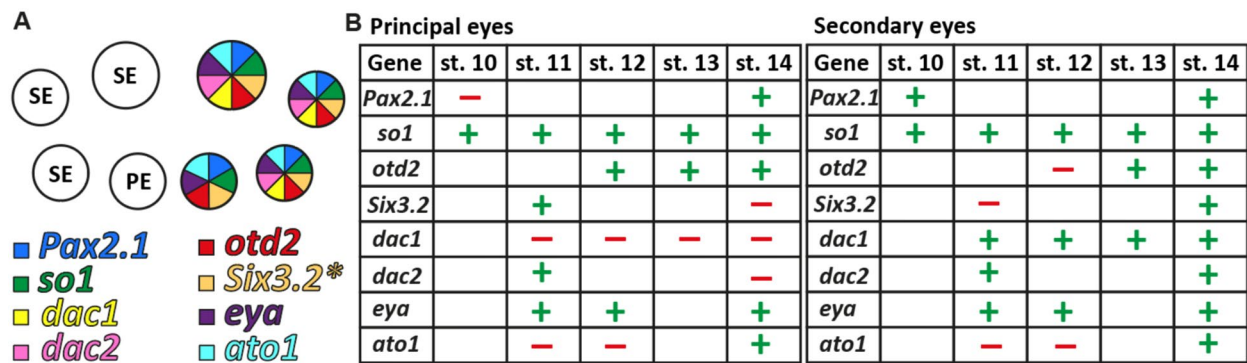 A
SE
SE
SE
PE
Pax2.1
so1
dac1
dac2
otd2
Six3.2*
eya
ato1
B Principal eyes
Gene st. 10 st. 11 st. 12 st. 13 st. 14
Pax2.1 − +
so1 + + + + +
otd2 + + +
Six3.2 + −
dac1 − − − −
dac2 + −
eya + + +
ato1 − − +
Secondary eyes
Gene st. 10 st. 11 st. 12 st. 13 st. 14
Pax2.1 + +
so1 + + + + +
otd2 − + +
Six3.2 − +
dac1 + + + +
dac2 + +
eya + + +
ato1 − − +